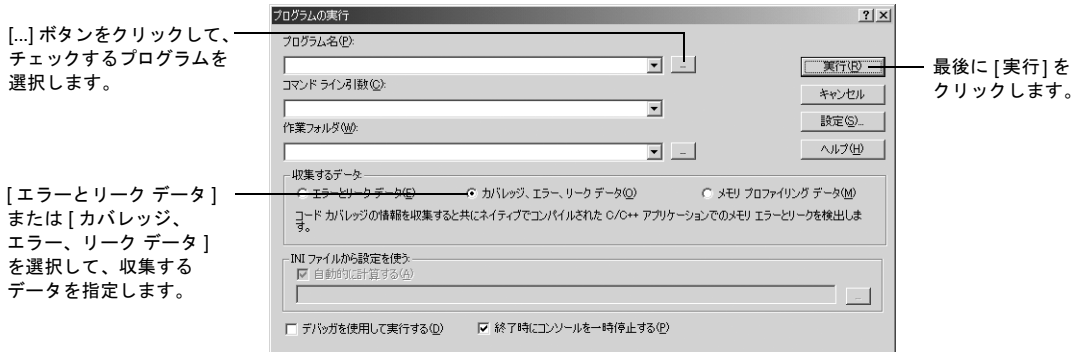 [...] ボタンをクリックして、
チェックするプログラムを
選択します。
プログラムの実行
プログラム名(P):
...
実行(R)
最後に [実行] を
クリックします。
コマンド ライン引数(C):
キャンセル
設定(S)...
作業フォルダ(W):
...
ヘルプ(H)
[ エラーとリーク データ ]
または [ カバレッジ、
エラー、リーク データ ]
を選択して、収集する
データを指定します。
収集するデータ
エラーとリーク データ(E)
カバレッジ、エラー、リーク データ(O)
メモリ プロファイリング データ(M)
コード カバレッジの情報を収集すると共にネイティブでコンパイルされた C/C++ アプリケーションでのメモリ エラーとリークを検出しま
す。
INI ファイルから設定を使う:
自動的に計算する(A)
...
デバッガを使用して実行する(D)
終了時にコンソールを一時停止する(P)